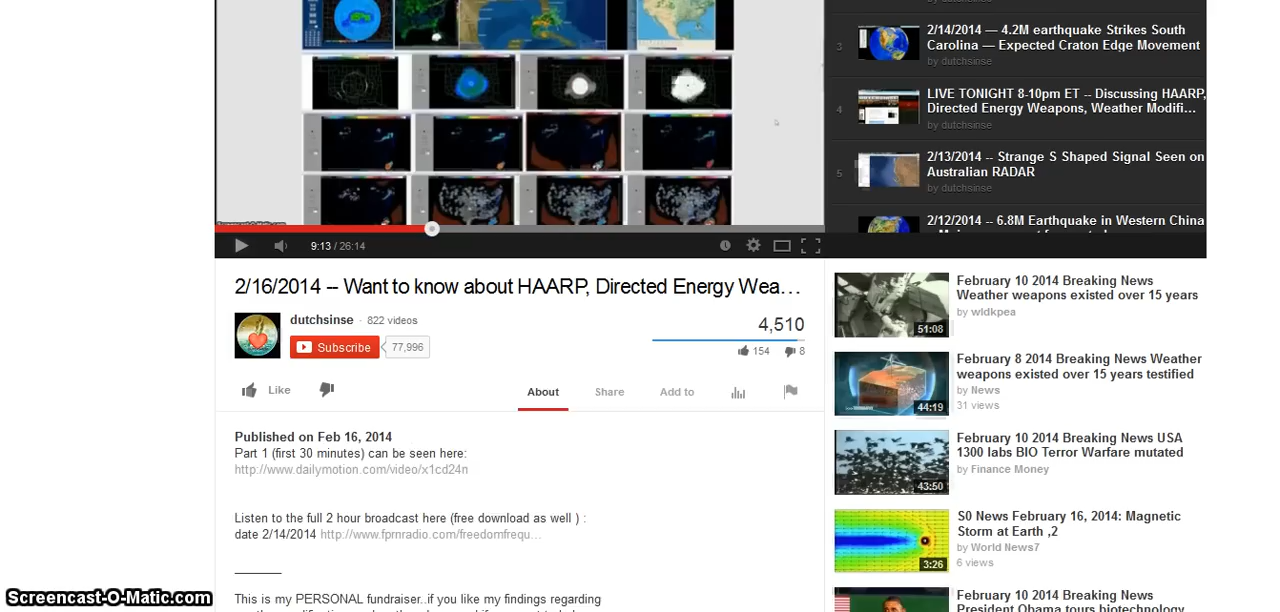 by dutchsinse
3
2/14/2014 — 4.2M earthquake Strikes South
Carolina — Expected Craton Edge Movement
by dutchsinse
4
LIVE TONIGHT 8-10pm ET -- Discussing HAARP,
Directed Energy Weapons, Weather Modifi...
by dutchsinse
5
2/13/2014 -- Strange S Shaped Signal Seen on
Australian RADAR
by dutchsinse
2/12/2014 -- 6.8M Earthquake in Western China
9:13 / 26:14
2/16/2014 -- Want to know about HAARP, Directed Energy Wea…
dutchsinse · 822 videos
Subscribe 77,996
4,510
154 8
Like
About Share Add to
Published on Feb 16, 2014
Part 1 (first 30 minutes) can be seen here:
http://www.dailymotion.com/video/x1cd24n
Listen to the full 2 hour broadcast here (free download as well ) :
date 2/14/2014 http://www.fprnradio.com/freedomfrequ...
This is my PERSONAL fundraiser..if you like my findings regarding
February 10 2014 Breaking News
Weather weapons existed over 15 years
by wldkpea
51:08
February 8 2014 Breaking News Weather
weapons existed over 15 years testified
by News
31 views
44:19
February 10 2014 Breaking News USA
1300 labs BIO Terror Warfare mutated
by Finance Money
43:50
S0 News February 16, 2014: Magnetic
Storm at Earth ,2
by World News7
6 views
3:26
February 10 2014 Breaking News
President Obama tours biotechnology
Screencast-O-Matic.com